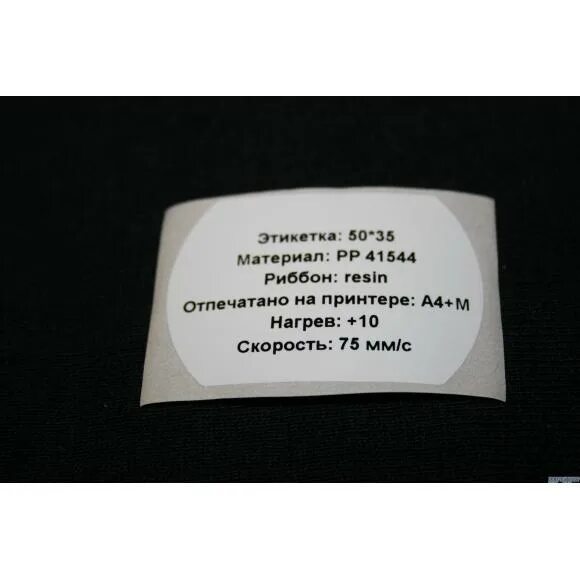 Этикетка: 50*35
Материал: PP 41544
Риббон: resin
Отпечатано на принтере: A4+M
Нагрев: +10
Скорость: 75 мм/с